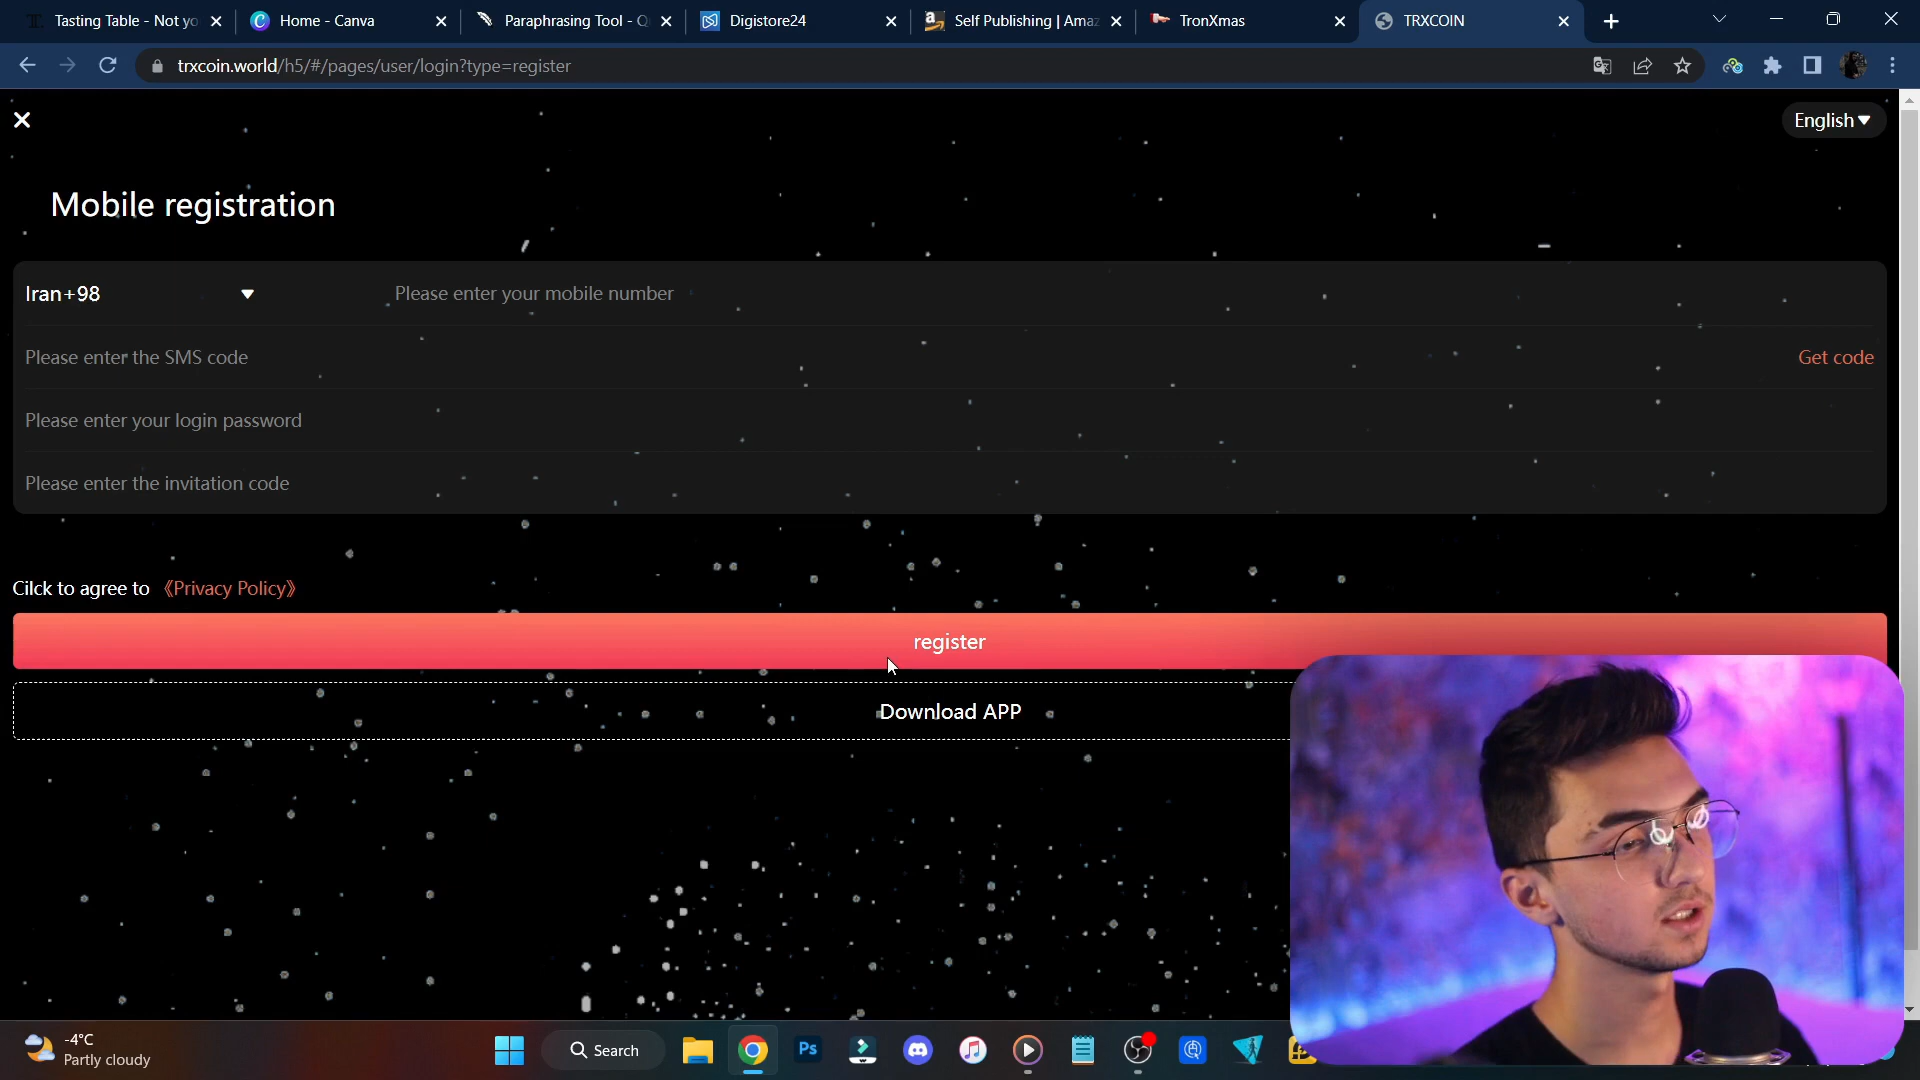 Tasting Table - Not yo
Home - Canva
Paraphrasing Tool - Q
Digistore24
Self Publishing | Amaz
TronXmas
TRXCOIN
trxcoin.world/h5/#/pages/user/login?type=register
English
Mobile registration
Iran+98
Please enter your mobile number
Please enter the SMS code
Get code
Please enter your login password
Please enter the invitation code
Cilck to agree to 《Privacy Policy》
register
Download APP
-4°C
Partly cloudy
Search
Ps